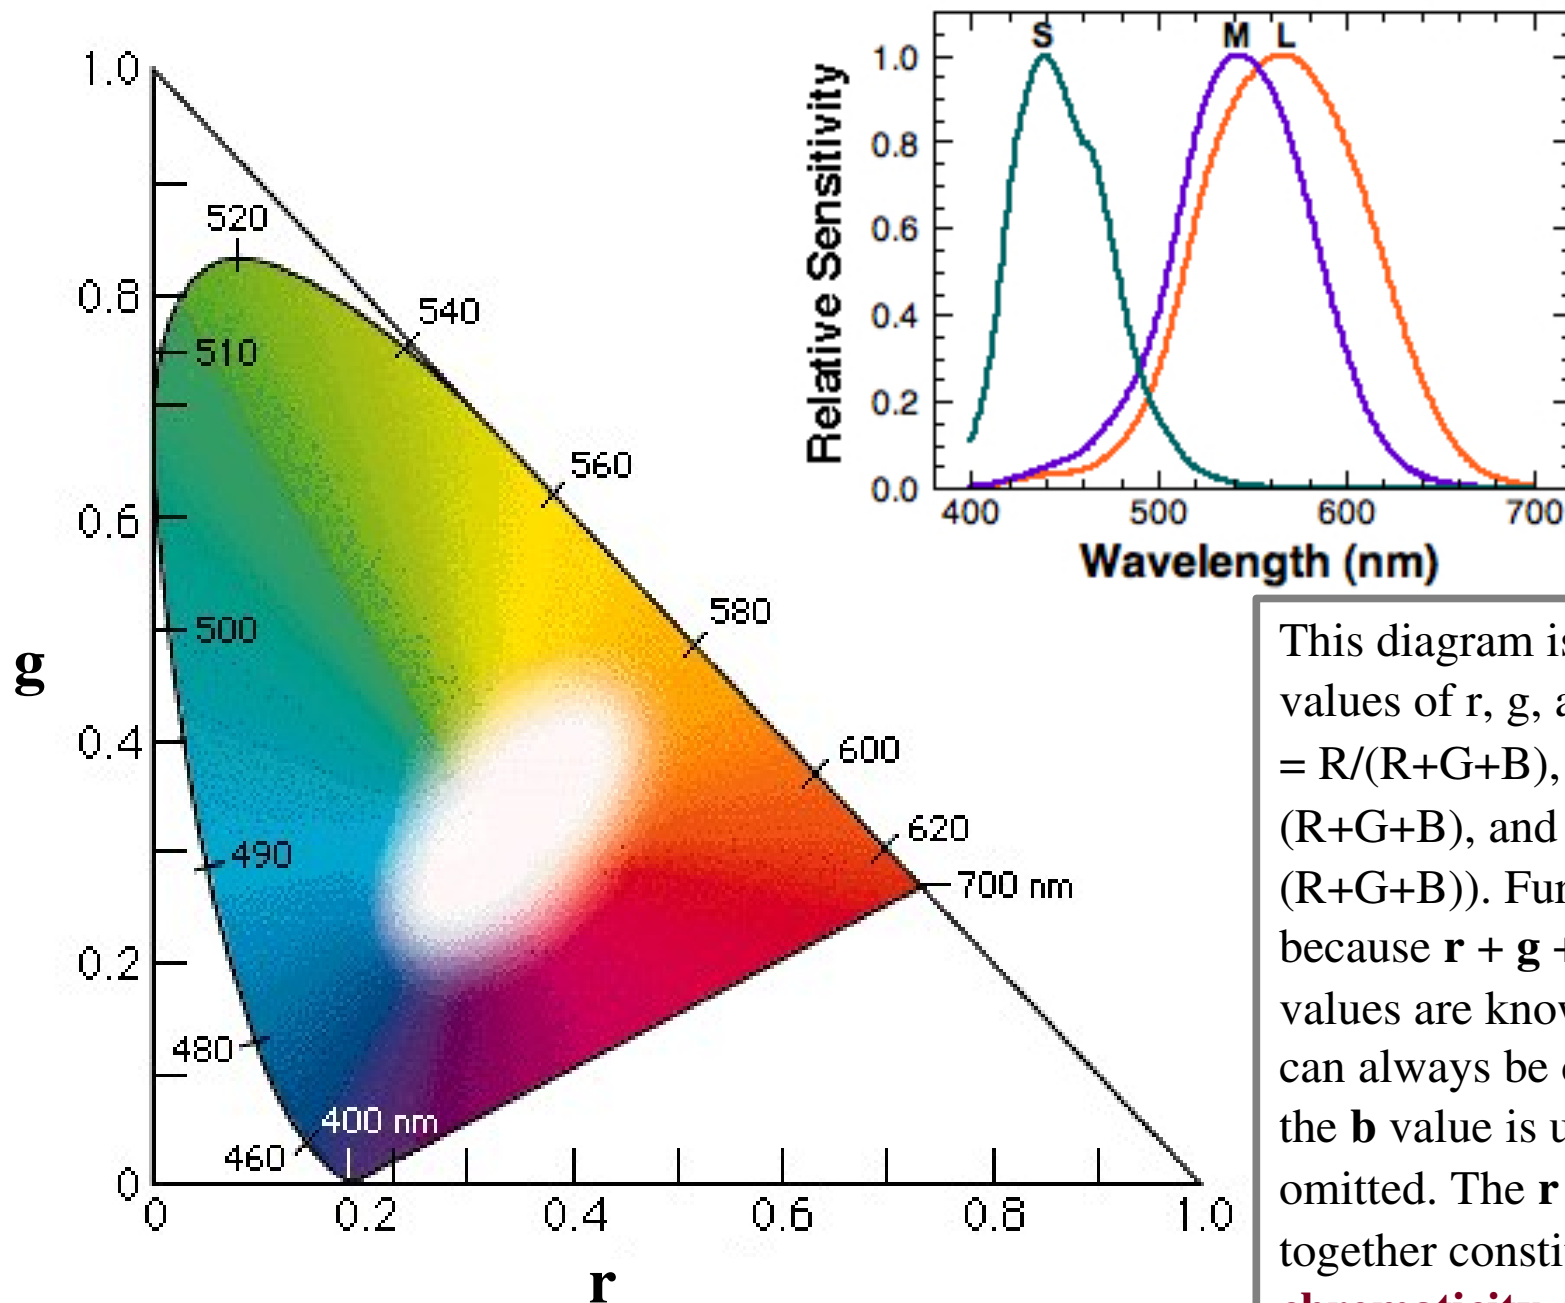 1.0
520
0.8
540
510
560
0.6
580
500
g
0.4
600
620
490
700 nm
0.2
480
400 nm
460
0
0
0.2
0.4
0.6
0.8
1.0
r
S M L
Relative Sensitivity
1.0
0.8
0.6
0.4
0.2
0.0
400 500 600 700
Wavelength (nm)
This diagram is
values of r, g, a
= R/(R+G+B),
(R+G+B), and
(R+G+B)). Fur
because r + g +
values are know
can always be
the b value is u
omitted. The r
together consti
chromaticity